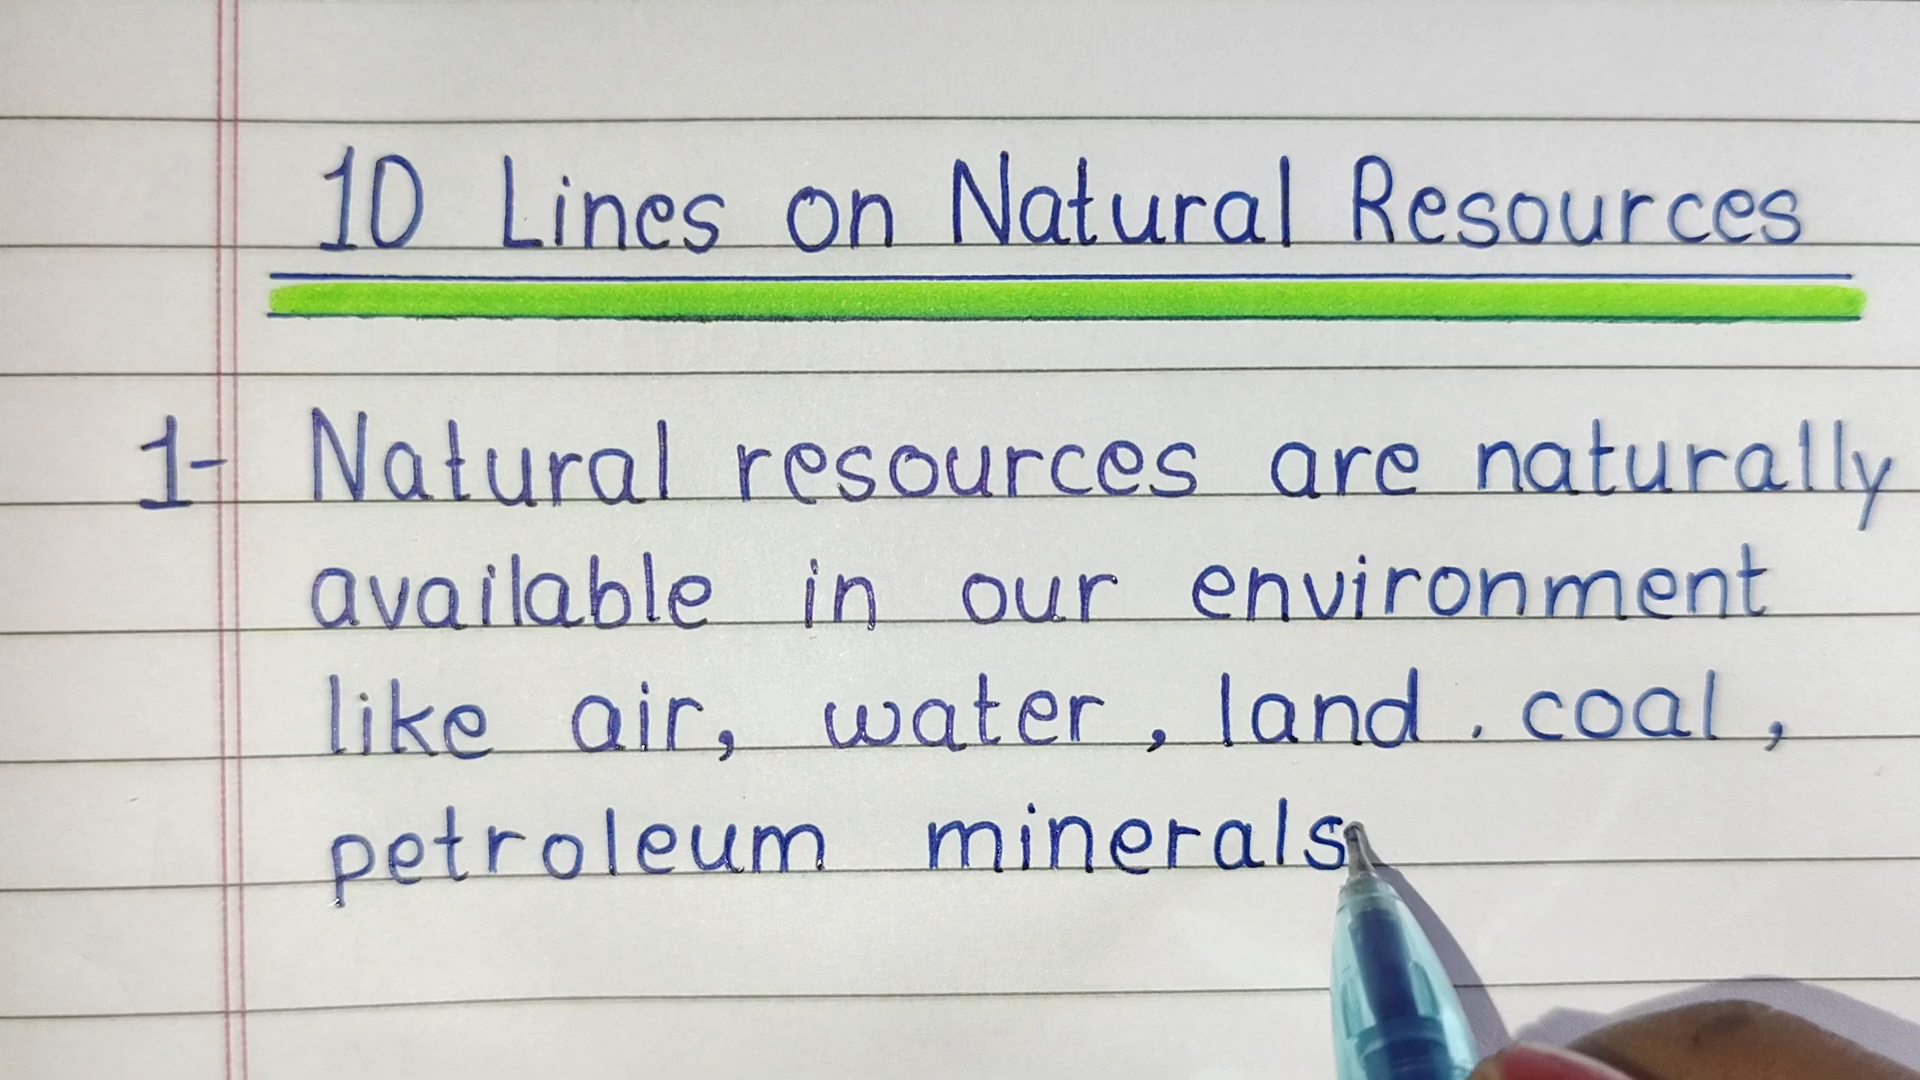 10 Lines on Natural Resources
1- Natural resources are naturally
available in our environment
like air, water, land . coal,
petroleum minerals